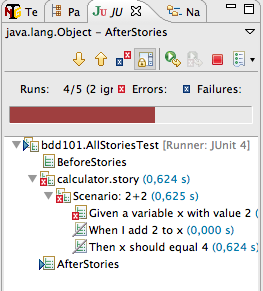 Te Pa JU JU Na
java.lang.Object - AfterStories
Runs: 4/5 (2 igr Errors: Failures:
bdd101.AllStoriesTest [Runner: JUnit 4]
BeforeStories
calculator.story (0,624 s)
Scenario: 2+2 (0,625 s)
Given a variable x with value 2 (
When I add 2 to x (0,000 s)
Then x should equal 4 (0,624 s
AfterStories